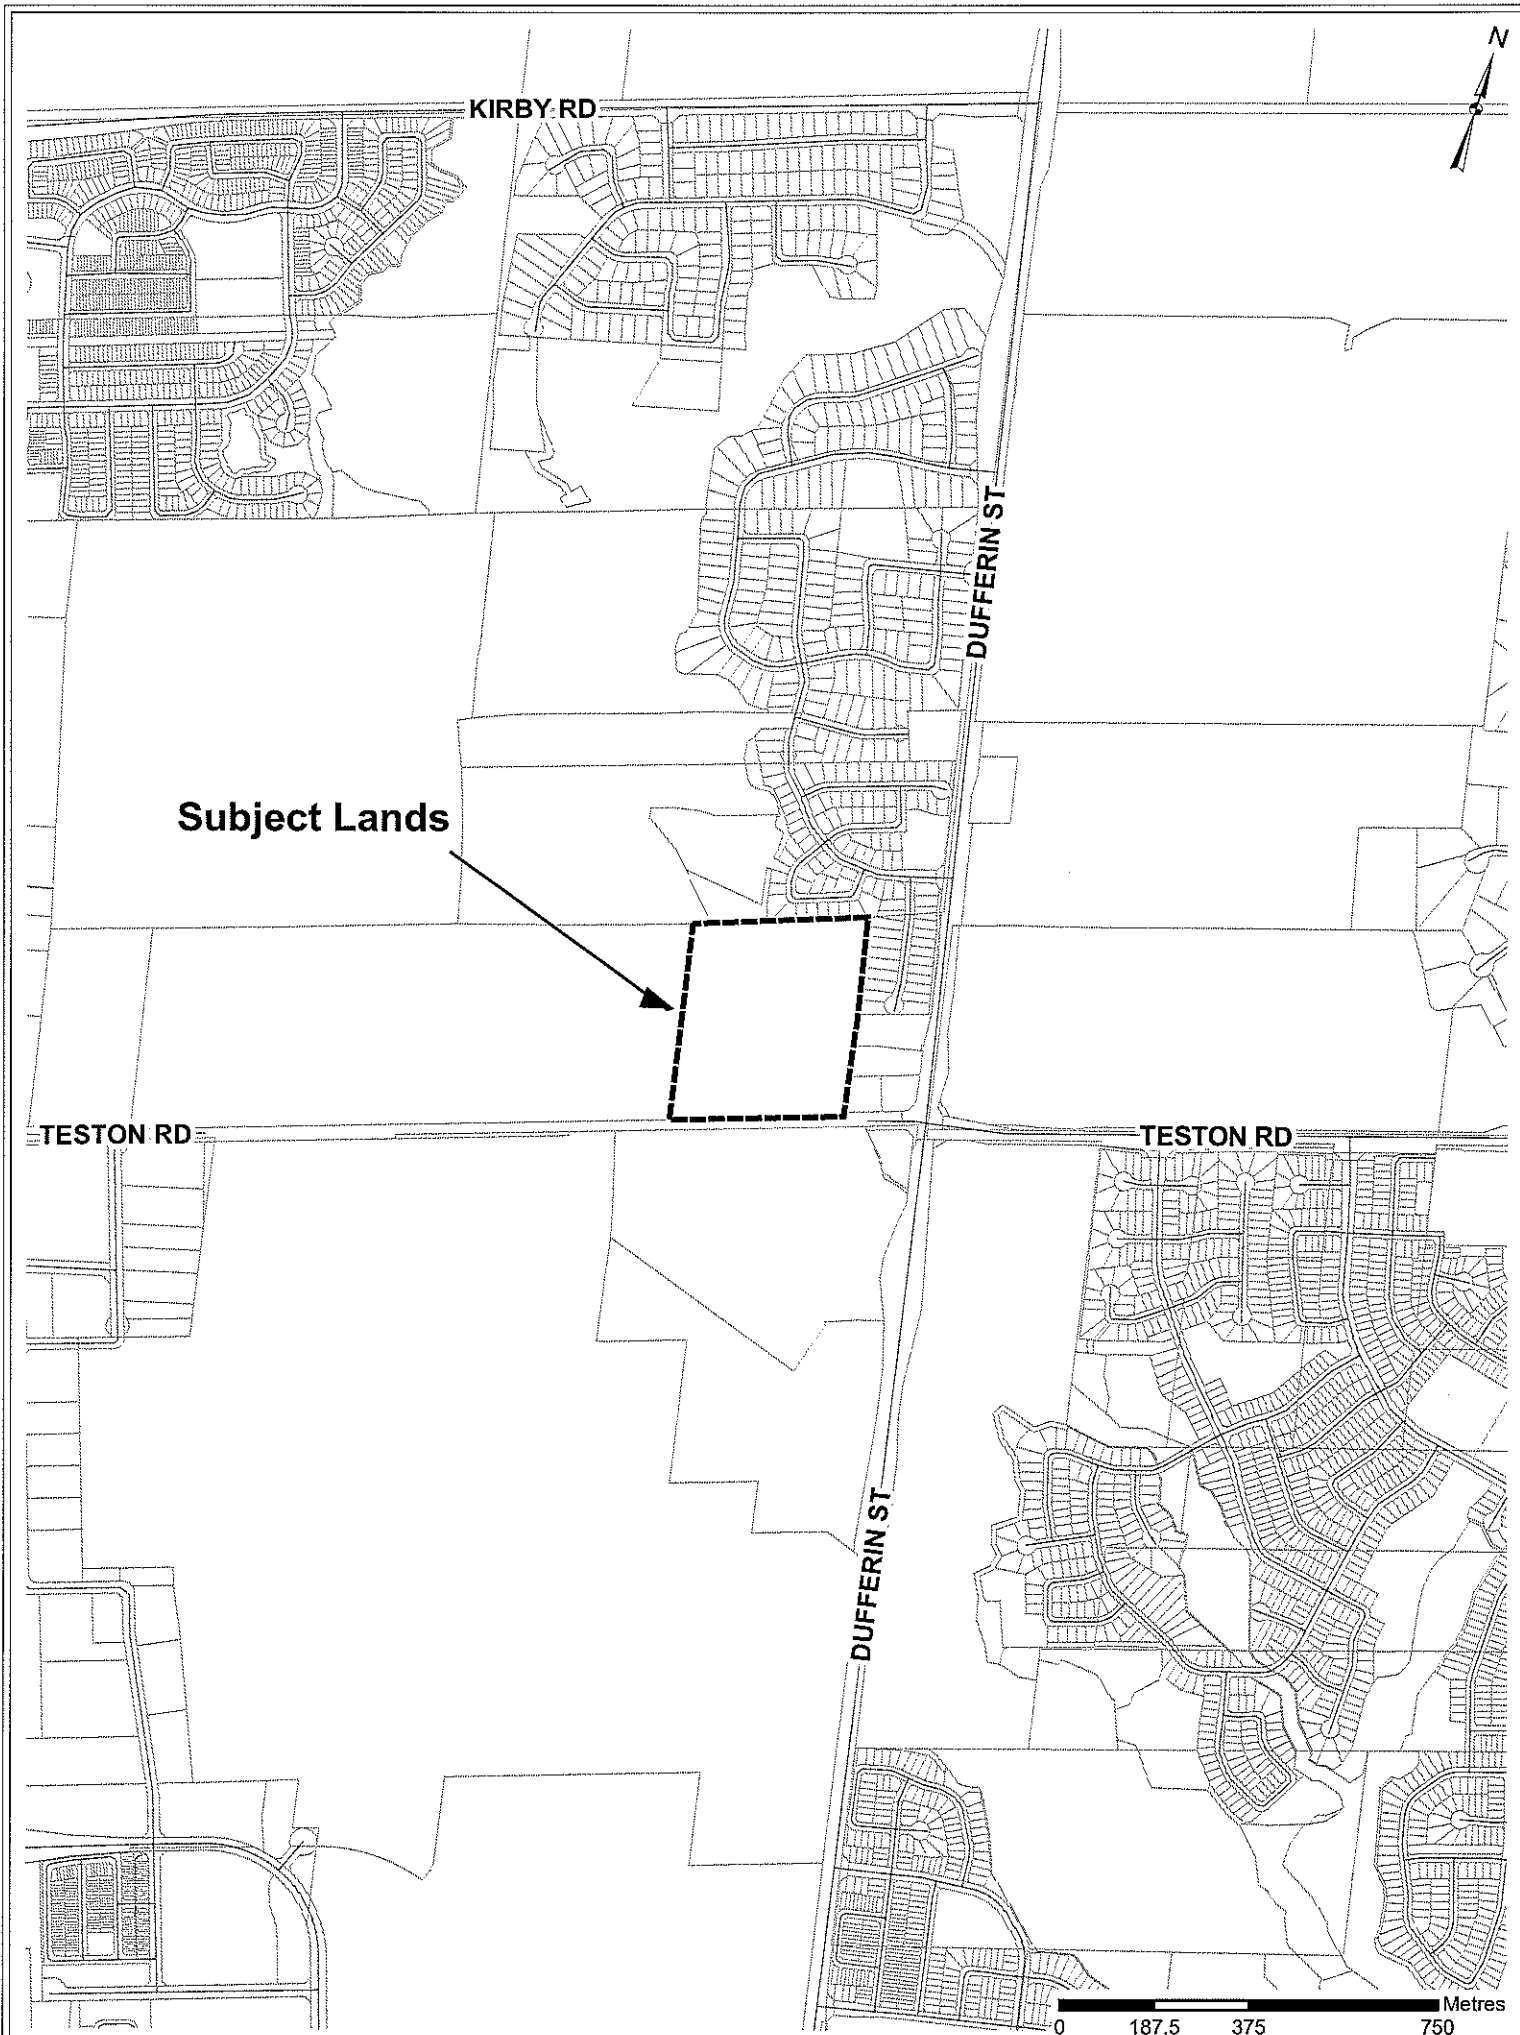 N
KIRBY RD
DUFFERIN ST
Subject Lands
TESTON RD
TESTON RD
DUFFERIN ST
Metres
0 187.5 375 750